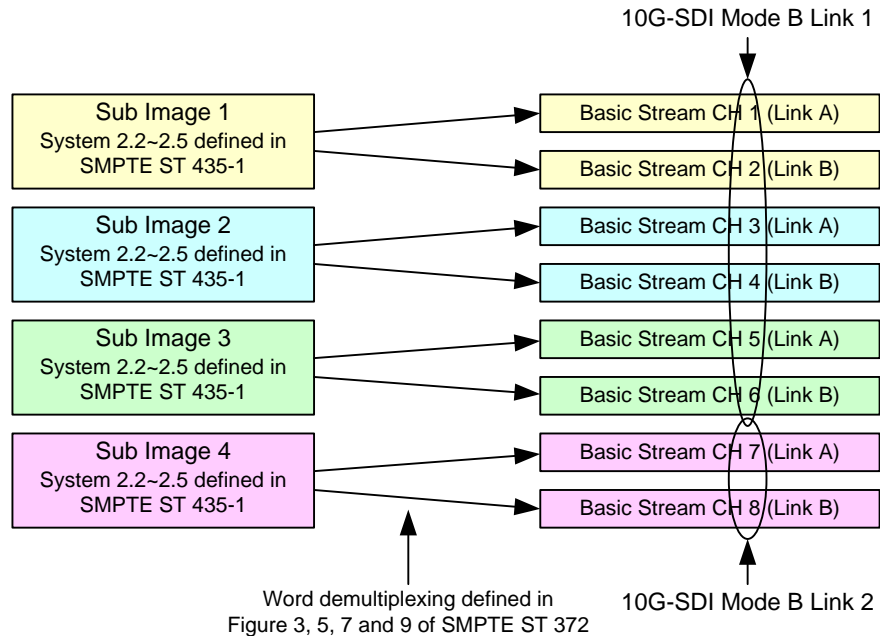 10G-SDI Mode B Link 1
Sub Image 1
System 2.2~2.5 defined in
SMPTE ST 435-1
Basic Stream CH 1 (Link A)
Basic Stream CH 2 (Link B)
Sub Image 2
System 2.2~2.5 defined in
SMPTE ST 435-1
Basic Stream CH 3 (Link A)
Basic Stream CH 4 (Link B)
Sub Image 3
System 2.2~2.5 defined in
SMPTE ST 435-1
Basic Stream CH 5 (Link A)
Basic Stream CH 6 (Link B)
Sub Image 4
System 2.2~2.5 defined in
SMPTE ST 435-1
Basic Stream CH 7 (Link A)
Basic Stream CH 8 (Link B)
Word demultiplexing defined in
Figure 3, 5, 7 and 9 of SMPTE ST 372
10G-SDI Mode B Link 2